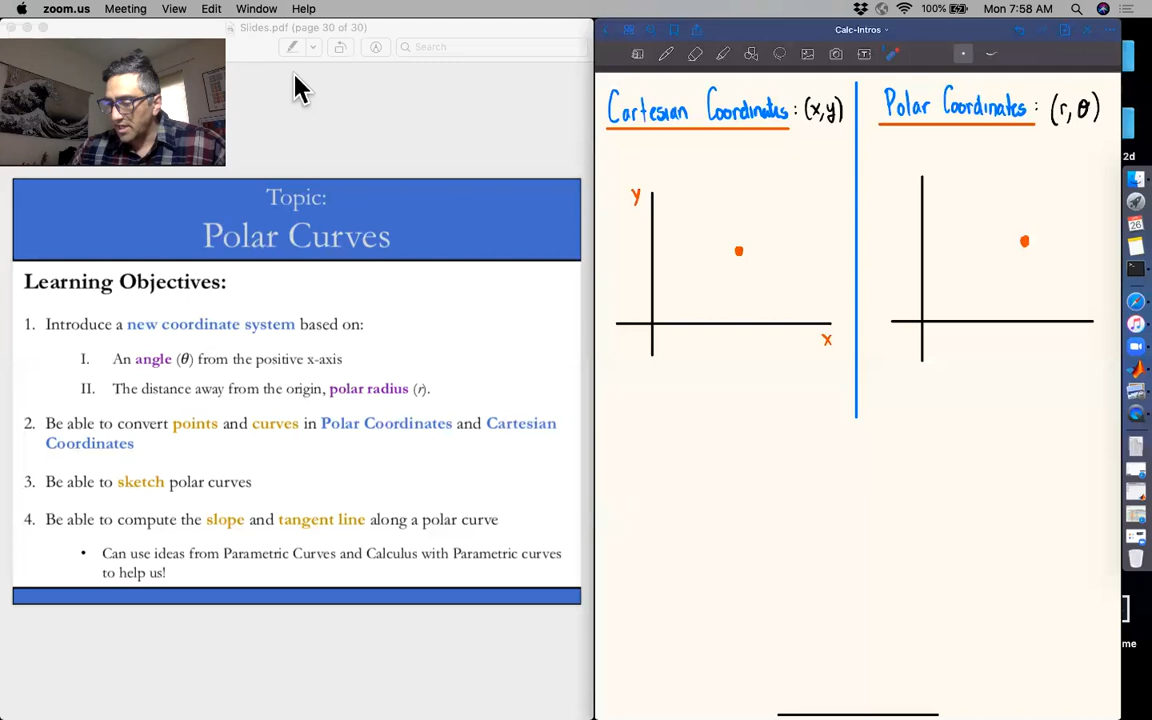 zoom.us Meeting View Edit Window Help 100% Mon 7:58 AM
Slides.pdf (page 30 of 30)
Search
Topic:
Polar Curves
Learning Objectives:
1. Introduce a new coordinate system based on:
I. An angle (θ) from the positive x-axis
II. The distance away from the origin, polar radius (r).
2. Be able to convert points and curves in Polar Coordinates and Cartesian
Coordinates
3. Be able to sketch polar curves
4. Be able to compute the slope and tangent line along a polar curve
• Can use ideas from Parametric Curves and Calculus with Parametric curves
to help us!
Calc-Intros
Cartesian Coordinates: (x,y)
Polar Coordinates: (r, θ)
y
x
2d
26
me